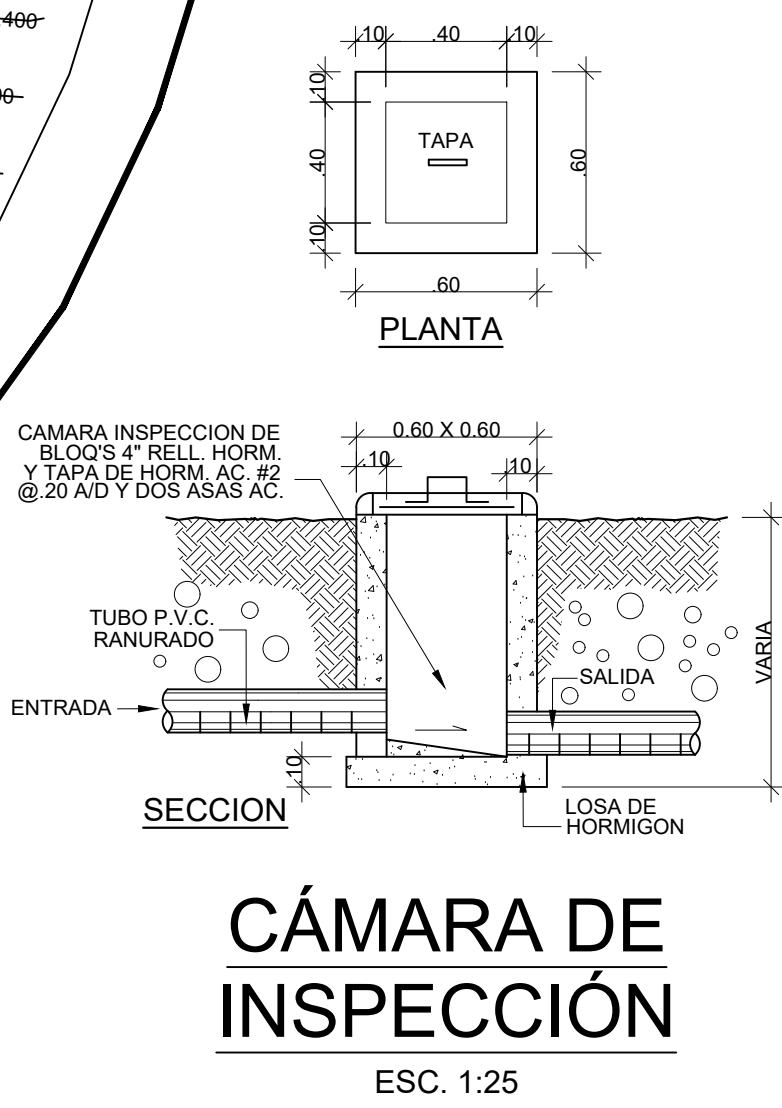 .400
.10
.40
.10
.10
.40
.10
TAPA
.60
.60
PLANTA
CAMARA INSPECCION DE
BLOQ'S 4" RELL. HORM.
Y TAPA DE HORM. AC. #2
@.20 A/D Y DOS ASAS AC.
0.60 X 0.60
.10
.10
TUBO P.V.C.
RANURADO
ENTRADA
SALIDA
VARIA
.10
SECCION
LOSA DE
HORMIGON
CÁMARA DE
INSPECCIÓN
ESC. 1:25